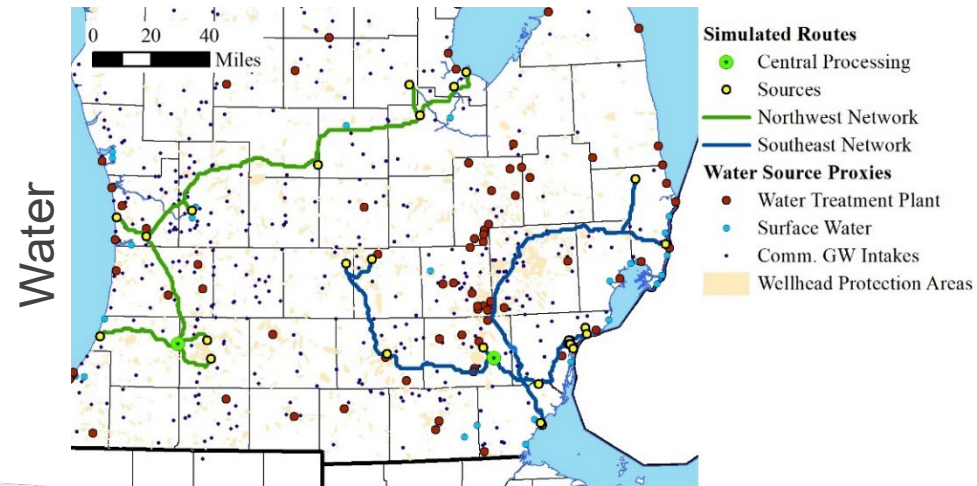 Water
0 20 40
Miles
Simulated Routes
Central Processing
Sources
Northwest Network
Southeast Network
Water Source Proxies
Water Treatment Plant
Surface Water
Comm. GW Intakes
Wellhead Protection Areas